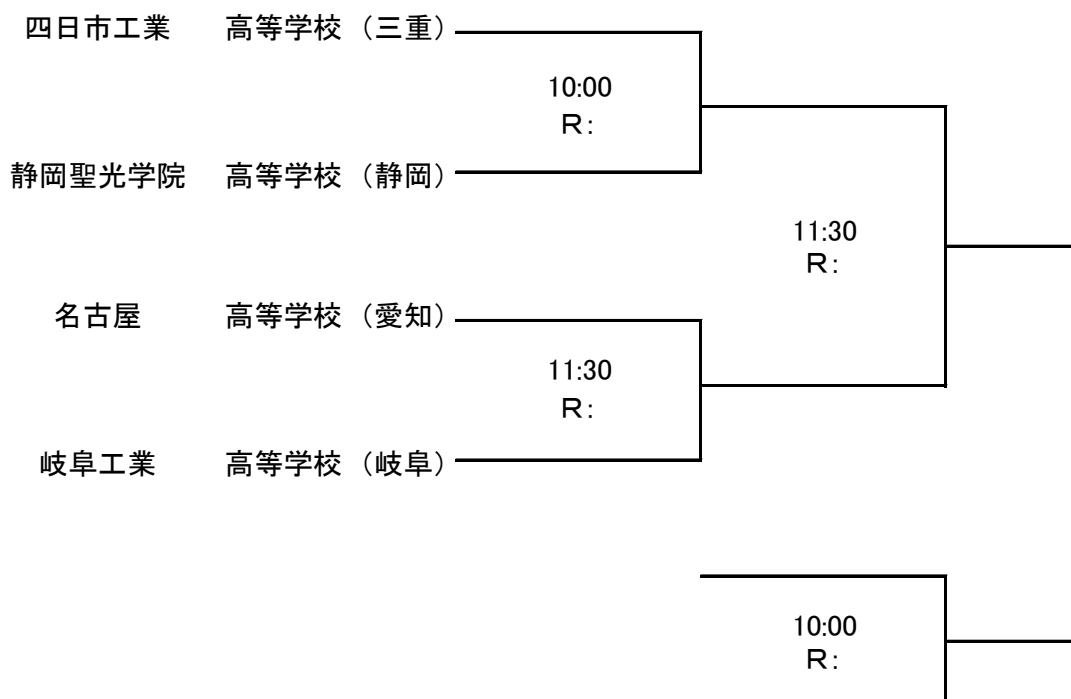 四日市工業 高等学校 (三重)
10:00
R:
静岡聖光学院 高等学校 (静岡)
11:30
R:
名古屋 高等学校 (愛知)
11:30
R:
岐阜工業 高等学校 (岐阜)
10:00
R: